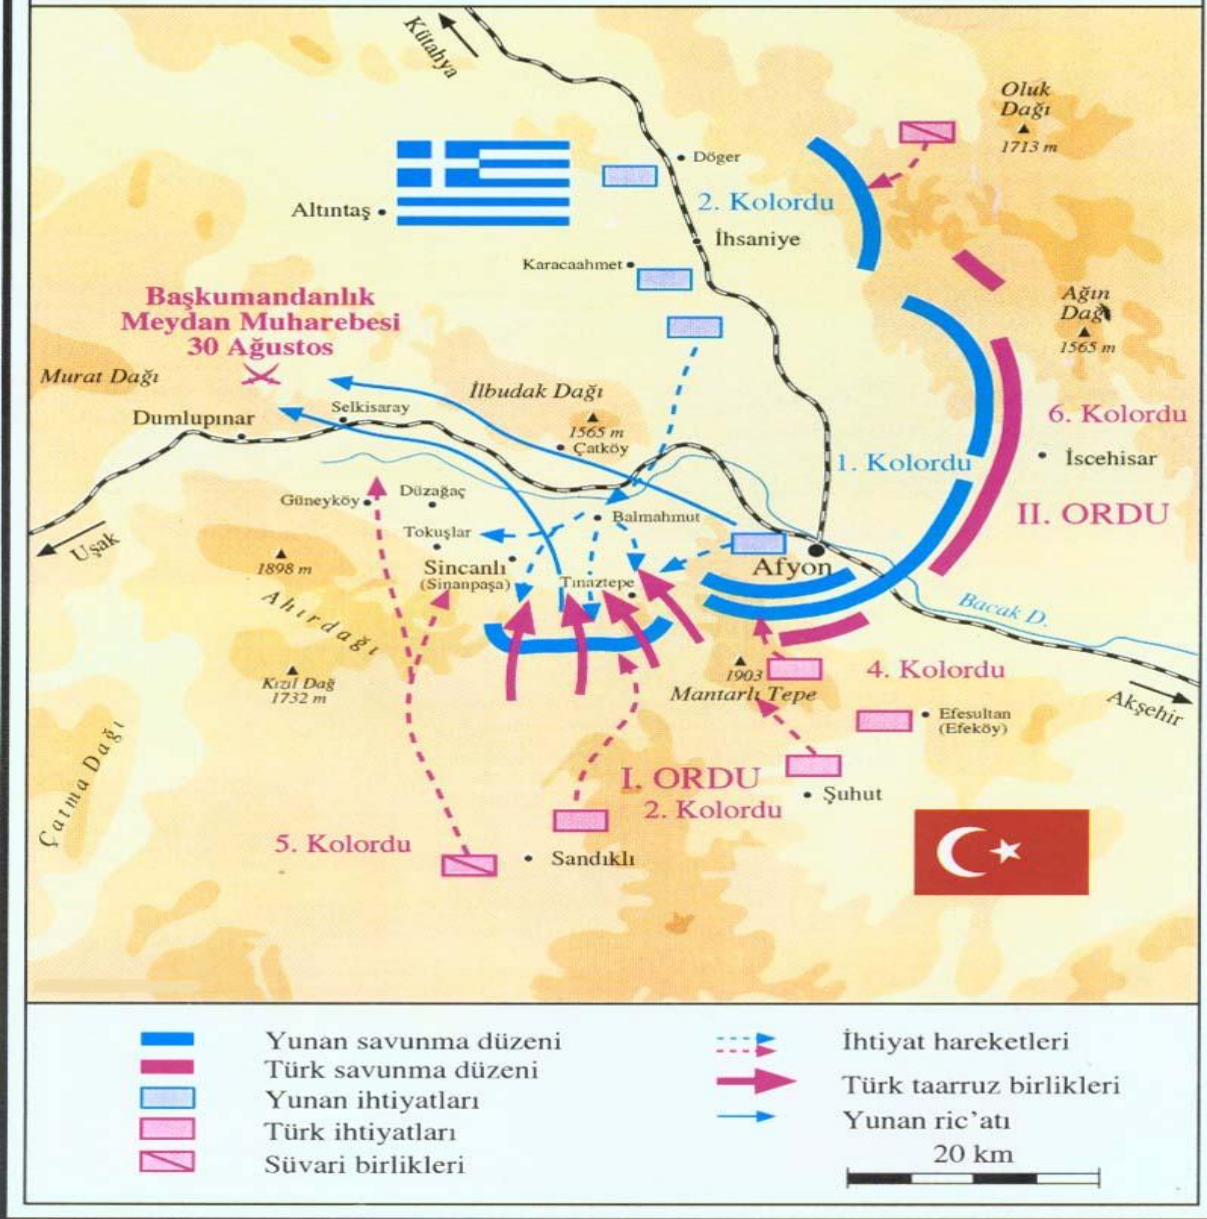 Kütahya
Oluk
Dağı
1713 m
Döger
2. Kolordu
Altıntaş
İhsaniye
Karacaahmet
Ağın
Dağı
1565 m
Başkumandanlık
Meydan Muharebesi
30 Ağustos
Murat Dağı
İlbudak Dağı
Selkisaray
Dumlupınar
1565 m
Çatköy
6. Kolordu
1. Kolordu
İscehisar
Güneyköy
Düzağaç
Balmahmut
II. ORDU
Uşak
Tokuşlar
1898 m
Sincanlı
(Sinanpaşa)
Tınaztepe
Afyon
Ahırdağı
Bacak D.
Kızıl Dağ
1732 m
1903
Mantarlı Tepe
4. Kolordu
Akşehir
Efesultan
(Efeköy)
Çatma Dağı
I. ORDU
2. Kolordu
Şuhut
5. Kolordu
Sandıklı
Yunan savunma düzeni
Türk savunma düzeni
Yunan ihtiyatları
Türk ihtiyatları
Süvari birlikleri
İhtiyat hareketleri
Türk taarruz birlikleri
Yunan ric'atı
20 km